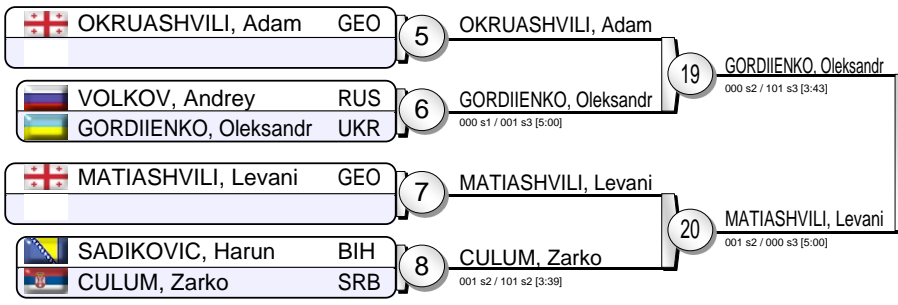 OKRUASHVILI, Adam GEO
5
OKRUASHVILI, Adam
19
GORDIIENKO, Oleksandr
000 s2 / 101 s3 [3:43]
VOLKOV, Andrey RUS
GORDIIENKO, Oleksandr UKR
6
GORDIIENKO, Oleksandr
000 s1 / 001 s3 [5:00]
MATIASHVILI, Levani GEO
7
MATIASHVILI, Levani
20
MATIASHVILI, Levani
001 s2 / 000 s3 [5:00]
SADIKOVIC, Harun BIH
CULUM, Zarko SRB
8
CULUM, Zarko
001 s2 / 101 s2 [3:39]